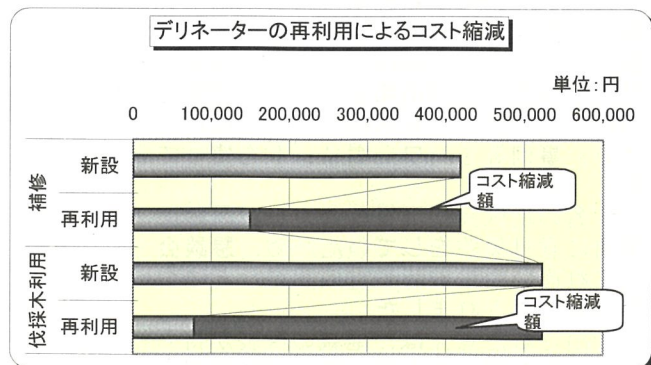 デリネーターの再利用によるコスト縮減
単位:円
0 100,000 200,000 300,000 400,000 500,000 600,000
補修
新設
再利用
コスト縮減
額
伐採木利用
新設
再利用
コスト縮減
額